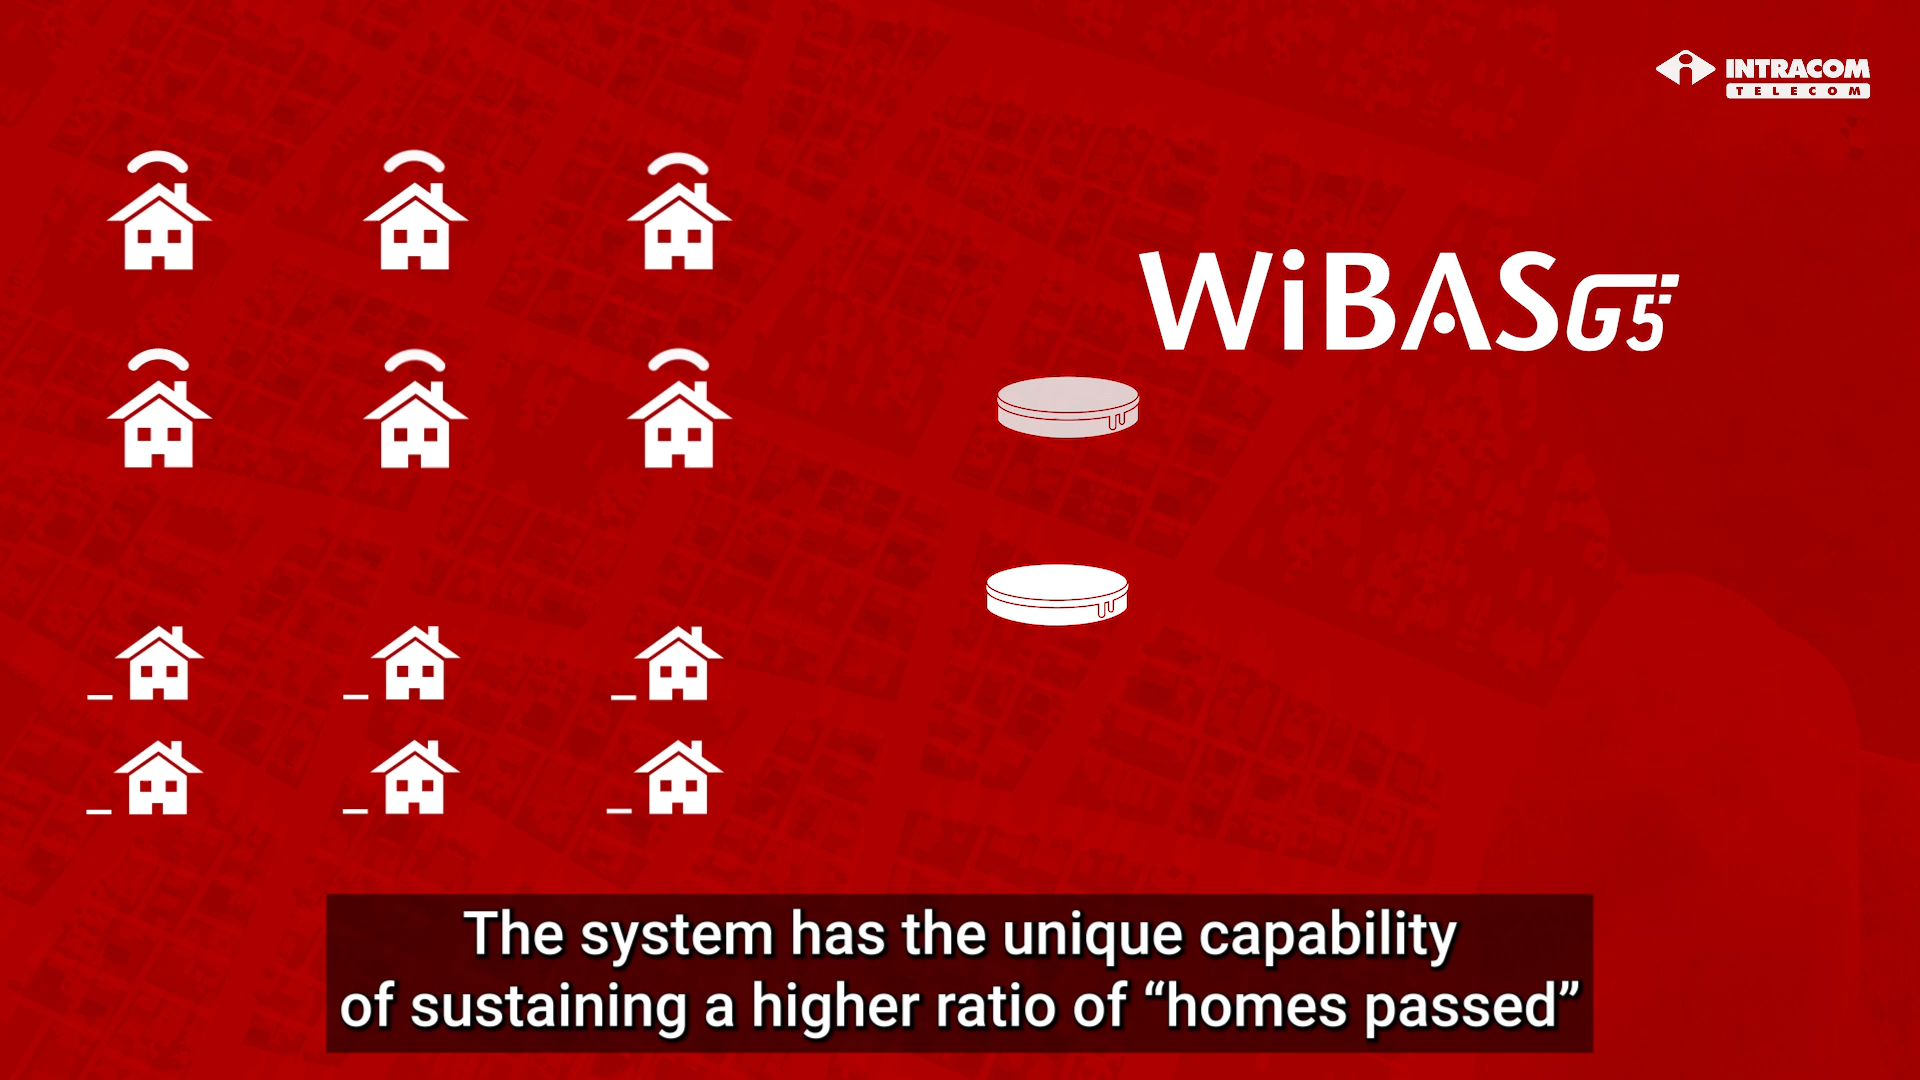 INTRACOM
TELECOM
WiBAS G5
The system has the unique capability
of sustaining a higher ratio of “homes passed”